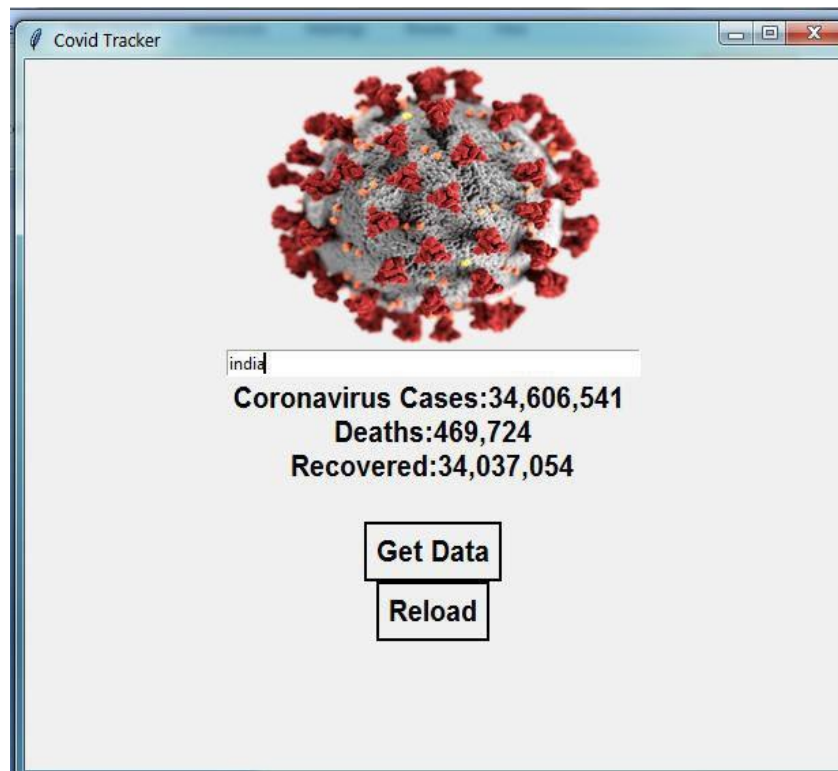 Covid Tracker
india
Coronavirus Cases:34,606,541
Deaths:469,724
Recovered:34,037,054
Get Data
Reload